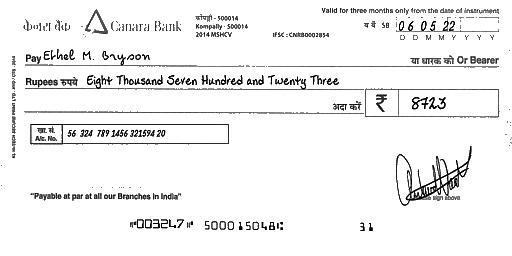 केनरा बैंक Canara Bank
कोंपल्ली - 500014
Kompally - 500014
2014 MSHCV
IFSC : CNRB0002854
Valid for three months only from the date of instrument
SB 06 05 22
D D M M Y Y Y Y
Pay Ethel M. Bryson या धारक को Or Bearer
Rupees रुपये Eight Thousand Seven Hundred and Twenty Three
अदा करें ₹ 8723
खा. सं.
A/c. No. 56 324 789 1456 321594 20
Please sign above
"Payable at par at all our Branches in India"
⑈003247⑈ 500015048⑆ 31